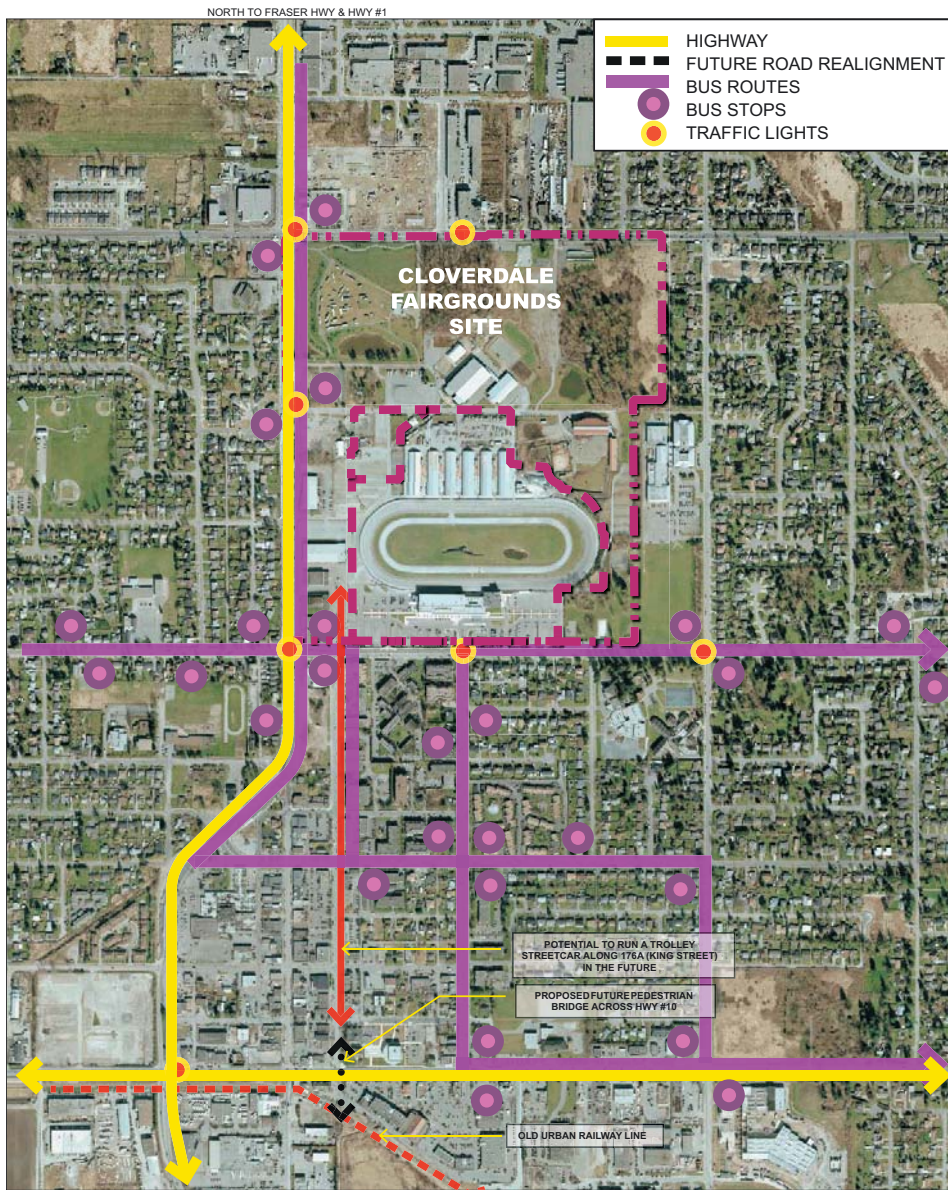 NORTH TO FRASER HWY & HWY #1
HIGHWAY
FUTURE ROAD REALIGNMENT
BUS ROUTES
BUS STOPS
TRAFFIC LIGHTS
CLOVERDALE
FAIRGROUNDS
SITE
POTENTIAL TO RUN A TROLLEY
STREETCAR ALONG 176A (KING STREET)
IN THE FUTURE
PROPOSED FUTURE PEDESTRIAN
BRIDGE ACROSS HWY #10
OLD URBAN RAILWAY LINE